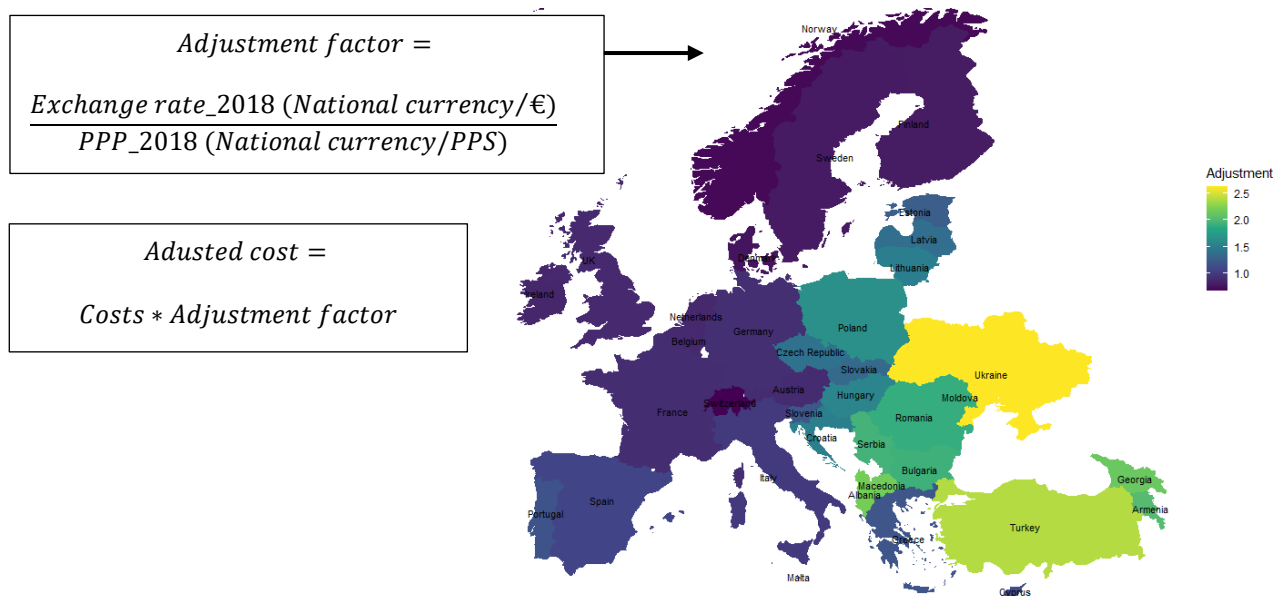 Adjustment factor =
Exchange rate_2018 (National currency/€)
PPP_2018 (National currency/PPS)
Adusted cost =
Costs * Adjustment factor
Norway
Finland
Sweden
Estonia
Latvia
Lithuania
Denmark
UK
Ireland
Netherlands
Belgium
Germany
Poland
Czech Republic
Slovakia
Ukraine
Austria
Hungary
Moldova
Switzerland
France
Slovenia
Romania
Croatia
Serbia
Bulgaria
Italy
Macedonia
Albania
Georgia
Armenia
Spain
Portugal
Turkey
Greece
Malta
Cyprus
Adjustment
2.5
2.0
1.5
1.0